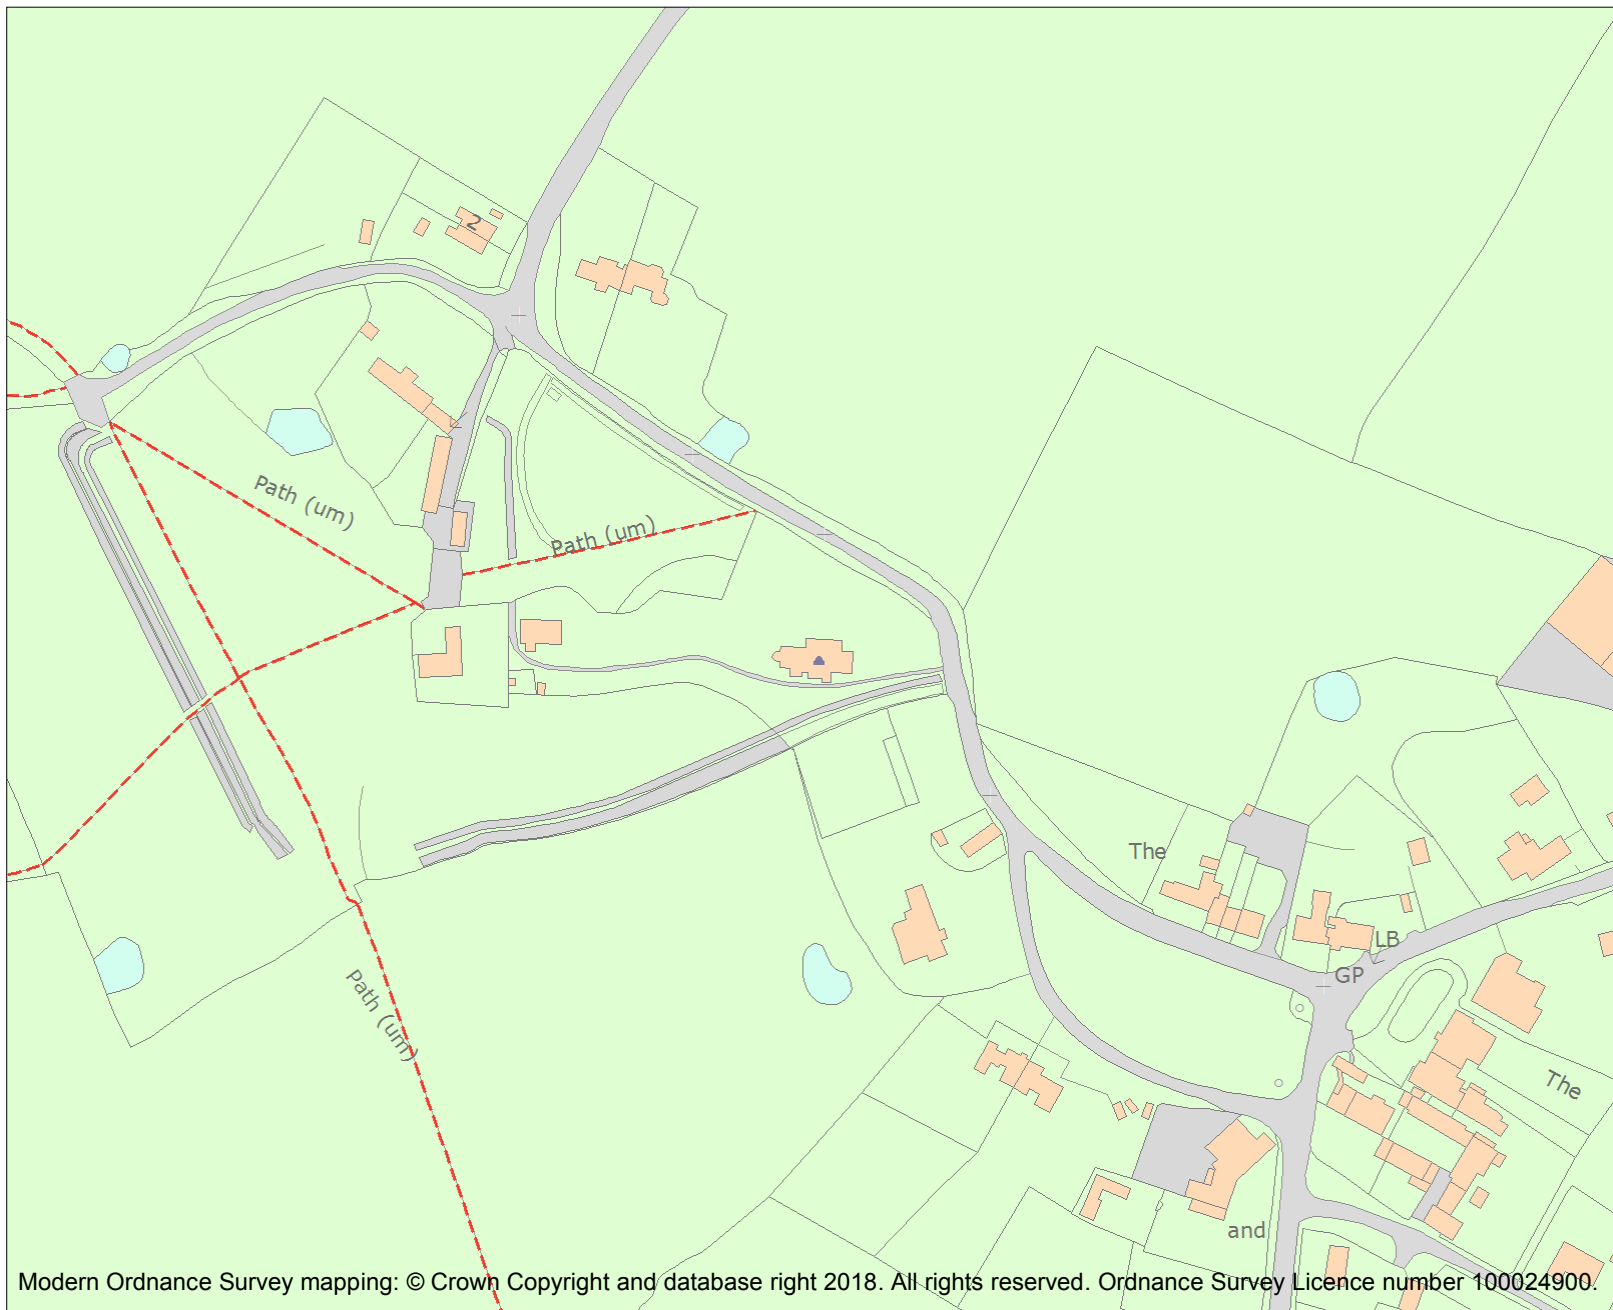 2
Path (um)
Path (um)
The
LB
GP
Path (um)
The
and
Modern Ordnance Survey mapping: © Crown Copyright and database right 2018. All rights reserved. Ordnance Survey Licence number 100024900.